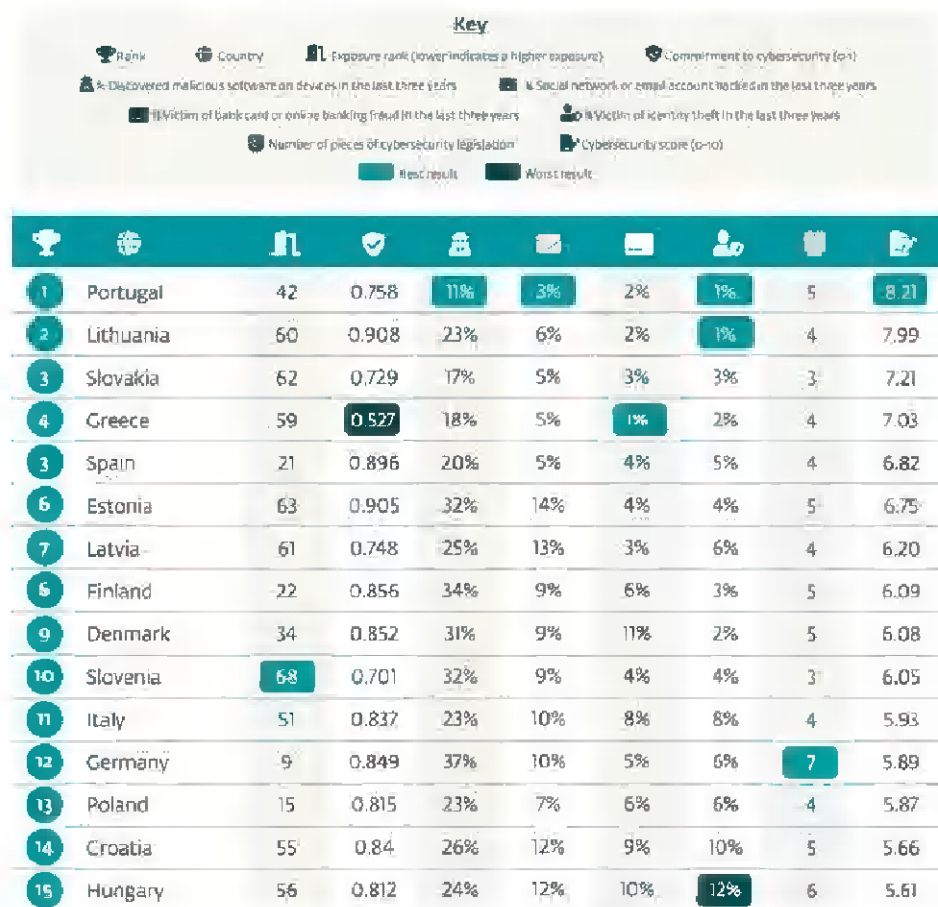 Key
Rank Country Exposure rank (lower indicates a higher exposure) Commitment to cybersecurity (0-1)
% Discovered malicious software on devices in the last three years % Social network or email account hacked in the last three years
% Victim of bank card or online banking fraud in the last three years % Victim of identity theft in the last three years
Number of pieces of cybersecurity legislation Cybersecurity score (0-10)
Best result Worst result
1 Portugal 42 0.758 11% 3% 2% 1% 5 8.21
2 Lithuania 60 0.908 23% 6% 2% 1% 4 7.99
3 Slovakia 62 0.729 17% 5% 3% 3% 3 7.21
4 Greece 59 0.527 18% 5% 1% 2% 4 7.03
3 Spain 21 0.896 20% 5% 4% 5% 4 6.82
6 Estonia 63 0.905 32% 14% 4% 4% 5 6.75
7 Latvia 61 0.748 25% 13% 3% 6% 4 6.20
Finland 22 0.856 34% 9% 6% 3% 5 6.09
9 Denmark 34 0.852 31% 9% 11% 2% 5 6.08
10 Slovenia 68 0.701 32% 9% 4% 4% 3 6.05
11 Italy 51 0.837 23% 10% 8% 8% 4 5.93
12 Germany 9 0.849 37% 10% 5% 6% 7 5.89
13 Poland 15 0.815 23% 7% 6% 6% 4 5.87
14 Croatia 55 0.84 26% 12% 9% 10% 5 5.66
15 Hungary 56 0.812 24% 12% 10% 12% 6 5.61